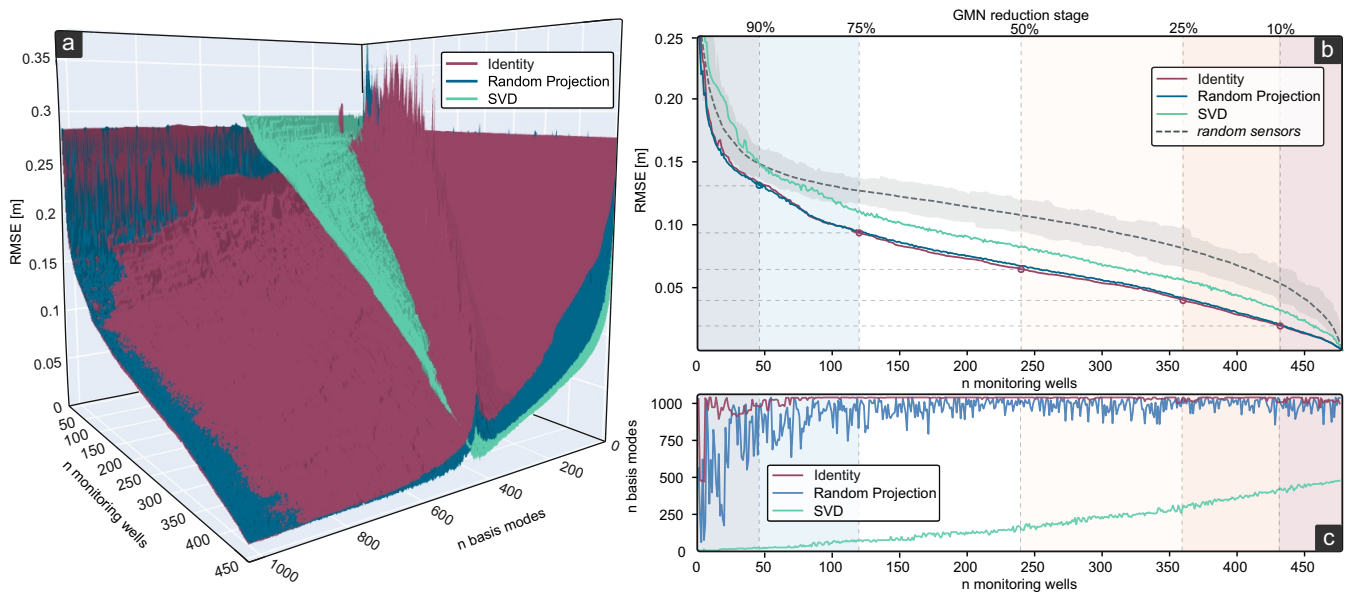 a
Identity
Random Projection
SVD
0.35
0.3
0.25
0.2
0.15
0.1
0.05
0
RMSE [m]
50
100
150
200
250
300
350
400
450
n monitoring wells
1000
800
600
400
200
0
n basis modes
GMN reduction stage
90% 75% 50% 25% 10%
b
Identity
Random Projection
SVD
random sensors
0.25
0.20
0.15
0.10
0.05
RMSE [m]
0 50 100 150 200 250 300 350 400 450
n monitoring wells
1000
750
500
250
0
n basis modes
Identity
Random Projection
SVD
c
0 50 100 150 200 250 300 350 400 450
n monitoring wells